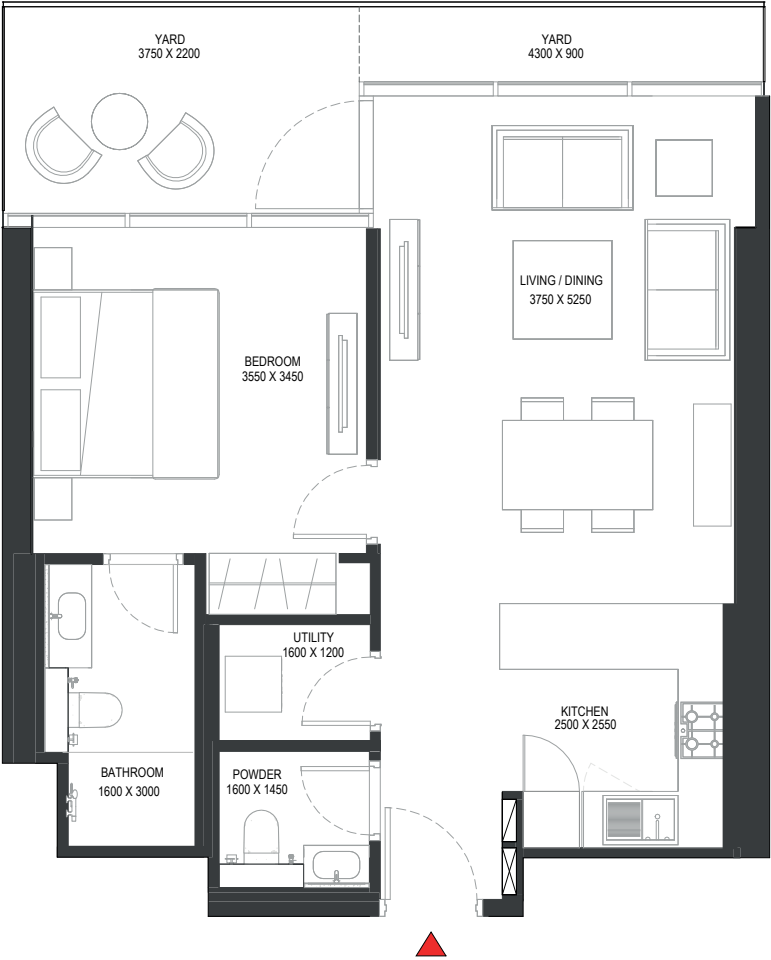 YARD
3750 X 2200
YARD
4300 X 900
LIVING / DINING
3750 X 5250
BEDROOM
3550 X 3450
UTILITY
1600 X 1200
KITCHEN
2500 X 2550
BATHROOM
1600 X 3000
POWDER
1600 X 1450